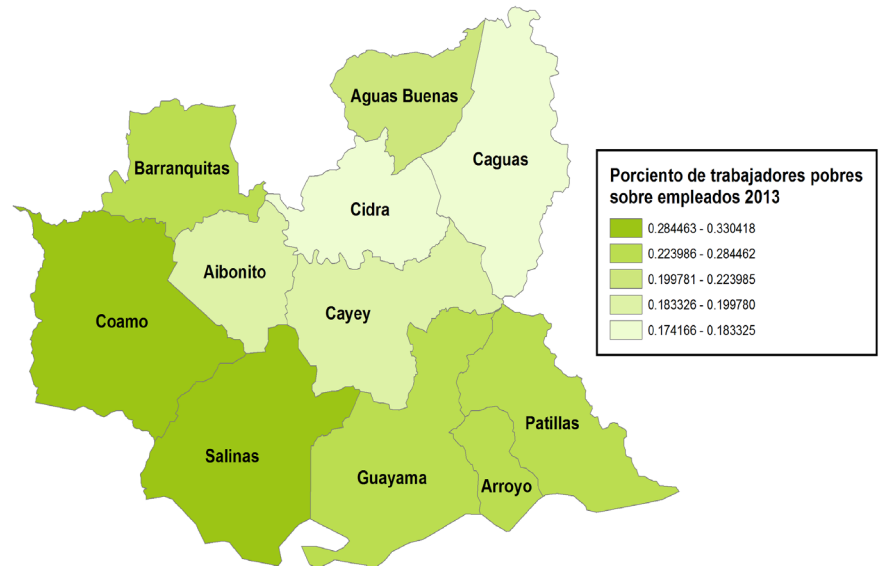 Aguas Buenas
Caguas
Barranquitas
Cidra
Aibonito
Coamo
Cayey
Patillas
Salinas
Guayama
Arroyo
Porciento de trabajadores pobres
sobre empleados 2013
0.284463 - 0.330418
0.223986 - 0.284462
0.199781 - 0.223985
0.183326 - 0.199780
0.174166 - 0.183325